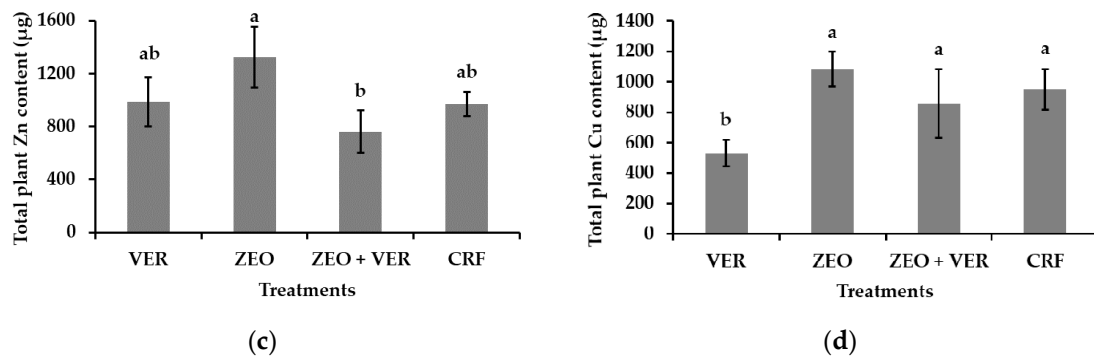 Total plant Zn content (µg)
1600
1200
800
400
0
ab
a
b
ab
VER ZEO ZEO + VER CRF
Treatments
(c)
Total plant Cu content (µg)
1400
1200
1000
800
600
400
200
0
b
a
a
a
VER ZEO ZEO + VER CRF
Treatments
(d)